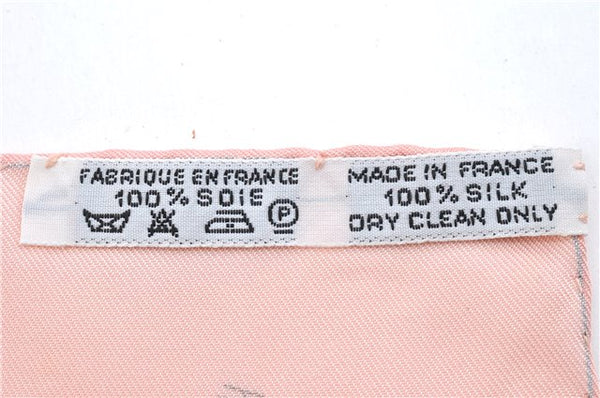 FABRIQUE EN FRANCE
100% SOIE
P
MADE IN FRANCE
100% SILK
DRY CLEAN ONLY